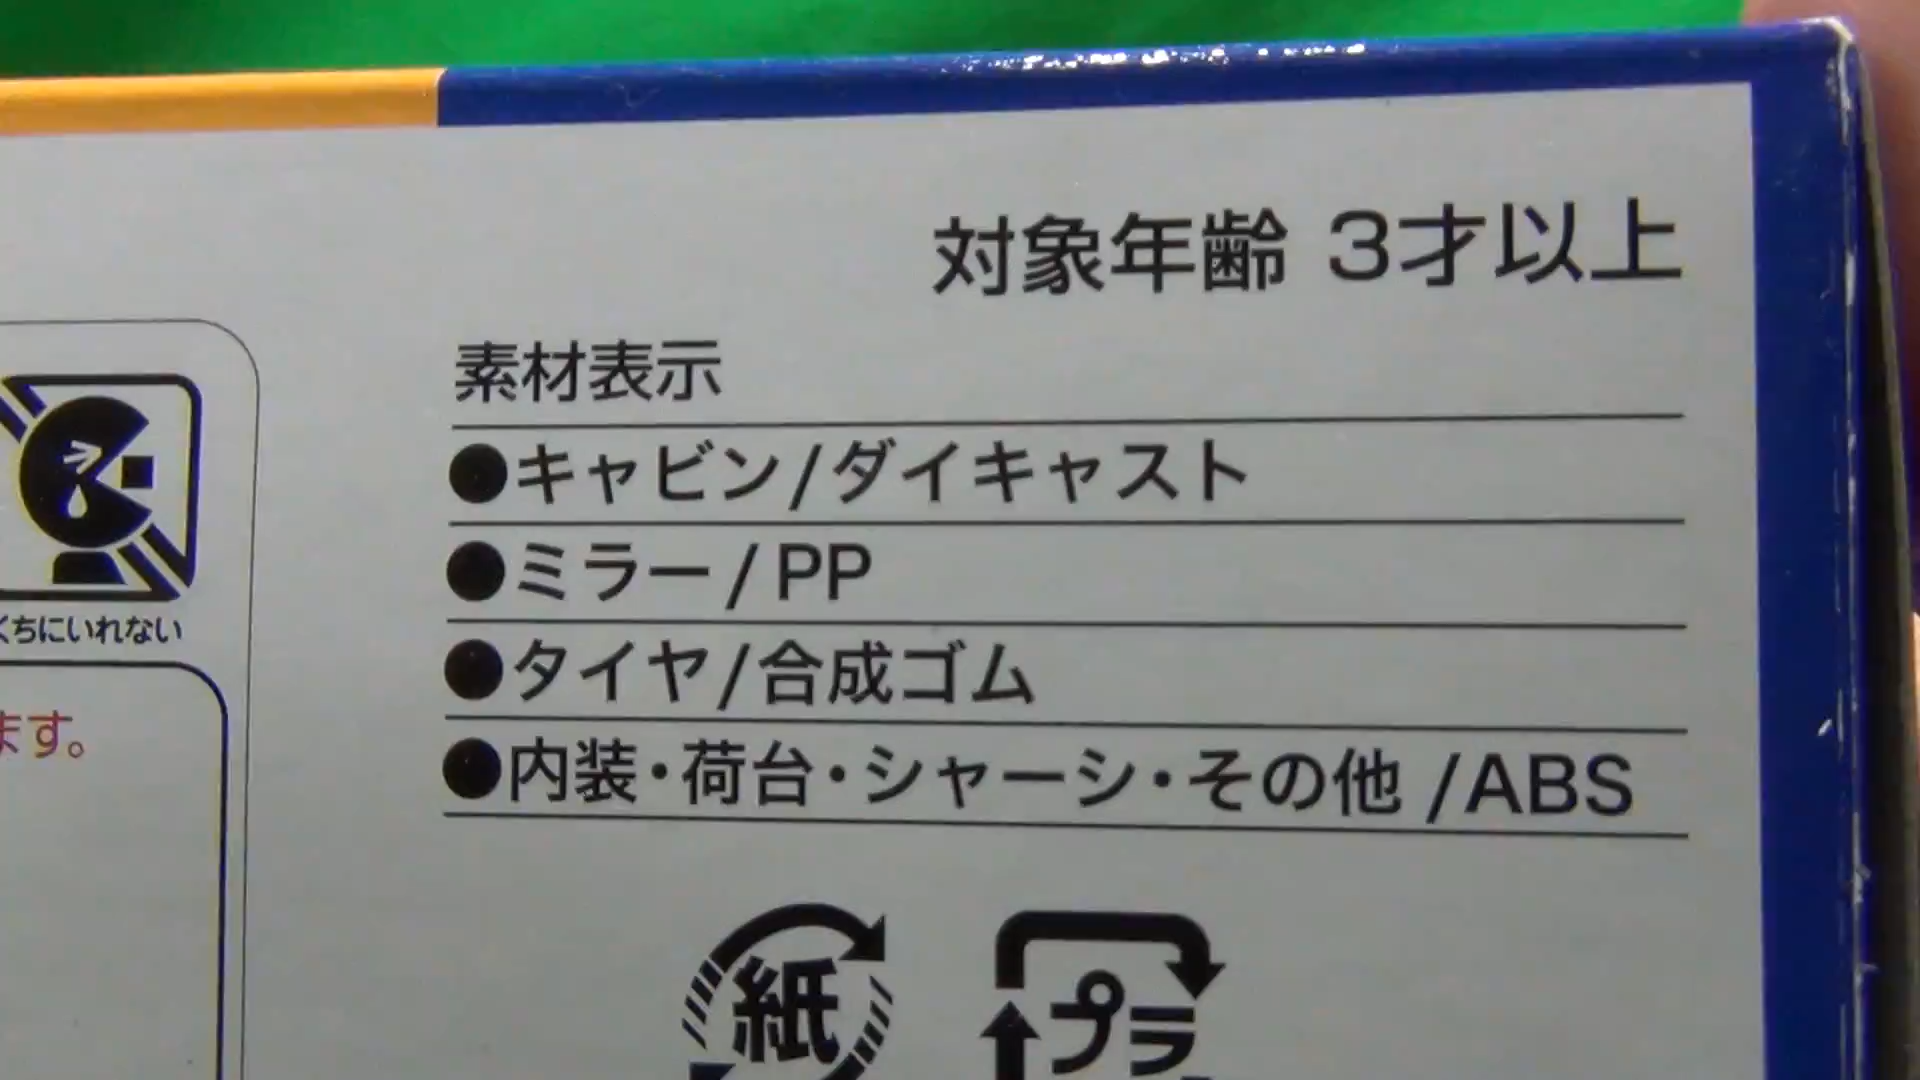 対象年齢 3才以上
素材表示
●キャビン/ダイキャスト
●ミラー/PP
●タイヤ/合成ゴム
●内装・荷台・シャーシ・その他 /ABS
くちにいれない
ます。
紙
プラ